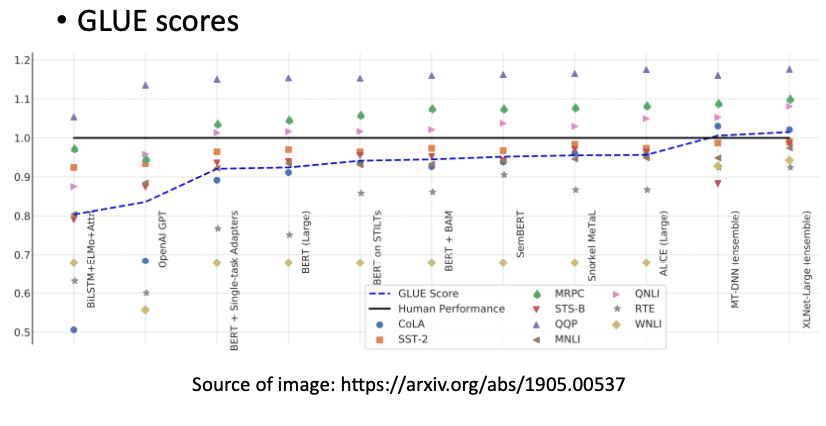 • GLUE scores
1.2
1.1
1.0
0.9
0.8
0.7
0.6
0.5
BiLSTM+ELMo+Attn
OpenAI GPT
BERT + Single-task Adapters
BERT (Large)
BERT on STILTs
BERT + BAM
SemBERT
Snorkel MeTaL
ALICE (Large)
MT-DNN (ensemble)
XLNet-Large (ensemble)
GLUE Score
Human Performance
CoLA
SST-2
MRPC
STS-B
QQP
MNLI
QNLI
RTE
WNLI
Source of image: https://arxiv.org/abs/1905.00537